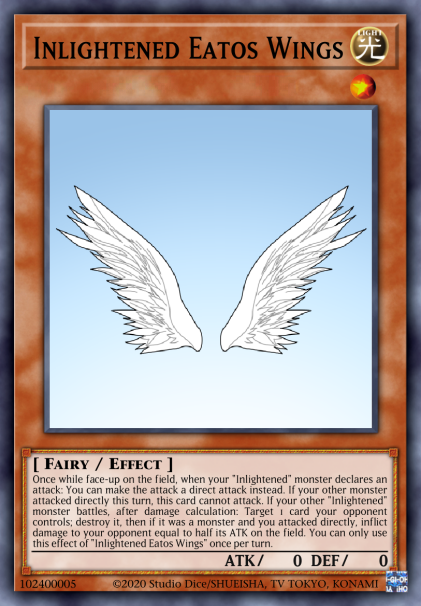 INLIGHTENED EATOS WINGS
LIGHT
光
[ FAIRY / EFFECT ]
Once while face-up on the field, when your "Inlightened" monster declares an
attack: You can make the attack a direct attack instead. If your other monster
attacked directly this turn, this card cannot attack. If your other "Inlightened"
monster battles, after damage calculation: Target 1 card your opponent
controls; destroy it, then if it was a monster and you attacked directly, inflict
damage to your opponent equal to half its ATK on the field. You can only use
this effect of "Inlightened Eatos Wings" once per turn.
ATK/ 0 DEF/ 0
102400005 ©2020 Studio Dice/SHUEISHA, TV TOKYO, KONAMI